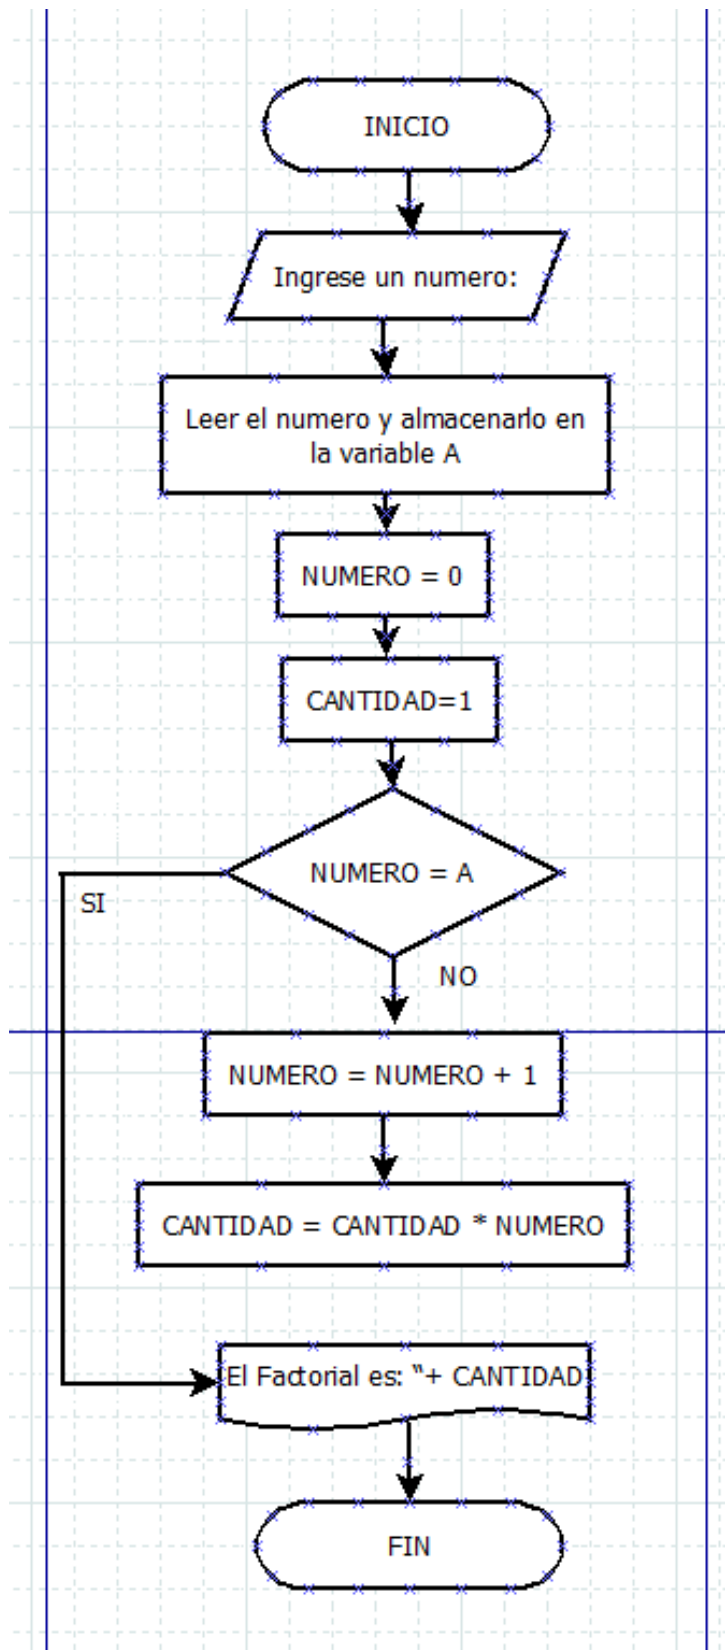 INICIO
Ingrese un numero:
Leer el numero y almacenarlo en
la variable A
NUMERO = 0
CANTIDAD=1
NUMERO = A
SI
NO
NUMERO = NUMERO + 1
CANTIDAD = CANTIDAD * NUMERO
El Factorial es: “+ CANTIDAD
FIN